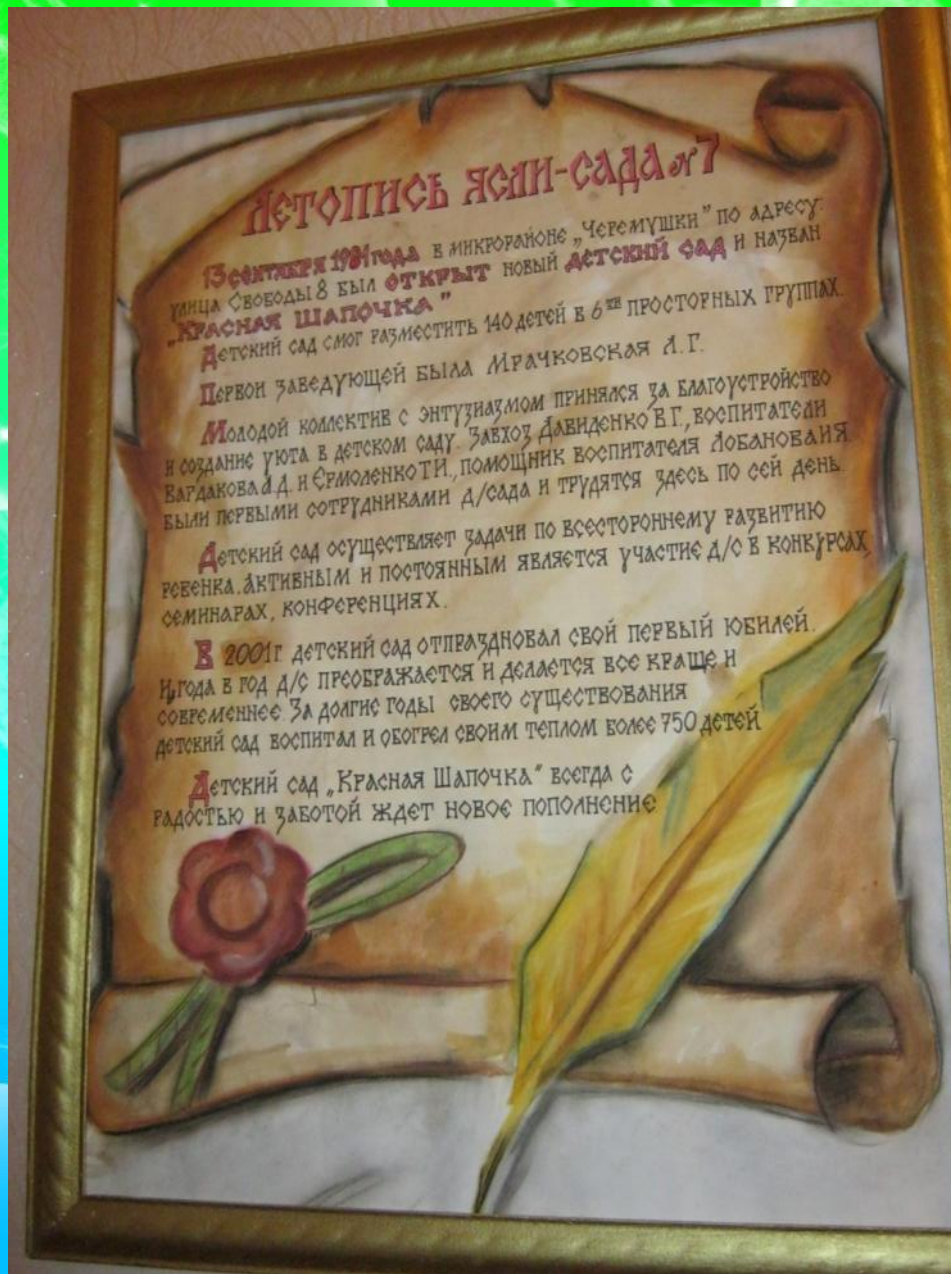 Летопись ясли-сада №7
13 сентября 1981 года в микрорайоне „Черемушки" по адресу:
улица Свободы 8 был открыт новый детский сад и назван
„Красная Шапочка"
Детский сад смог разместить 140 детей в 6ти просторных группах.
Первой заведующей была Мрачковская Л.Г.
Молодой коллектив с энтузиазмом принялся за благоустройство
и создание уюта в детском саду. Завхоз Давиденко В.Г., воспитатели
Вардакова А.Д. и Ермоленко Т.И., помощник воспитателя Лобанова И.Я.
были первыми сотрудниками д/сада и трудятся здесь по сей день.
Детский сад осуществляет задачи по всестороннему развитию
ребенка. Активным и постоянным является участие д/с в конкурсах,
семинарах, конференциях.
В 2001г детский сад отпраздновал свой первый юбилей.
Из года в год д/с преображается и делается все краше и
современнее. За долгие годы своего существования
детский сад воспитал и обогрел своим теплом более 750 детей
Детский сад „Красная Шапочка" всегда с
радостью и заботой ждет новое пополнение